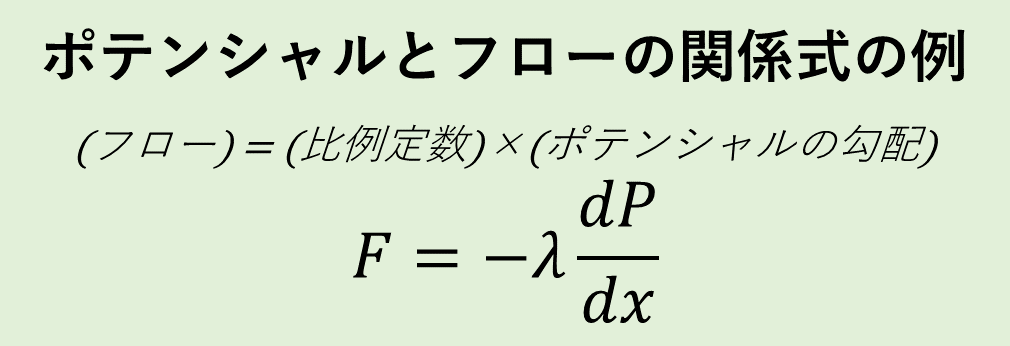 ポテンシャルとフローの関係式の例
(フロー)=(比例定数)×(ポテンシャルの勾配)
F = −λ dP/dx